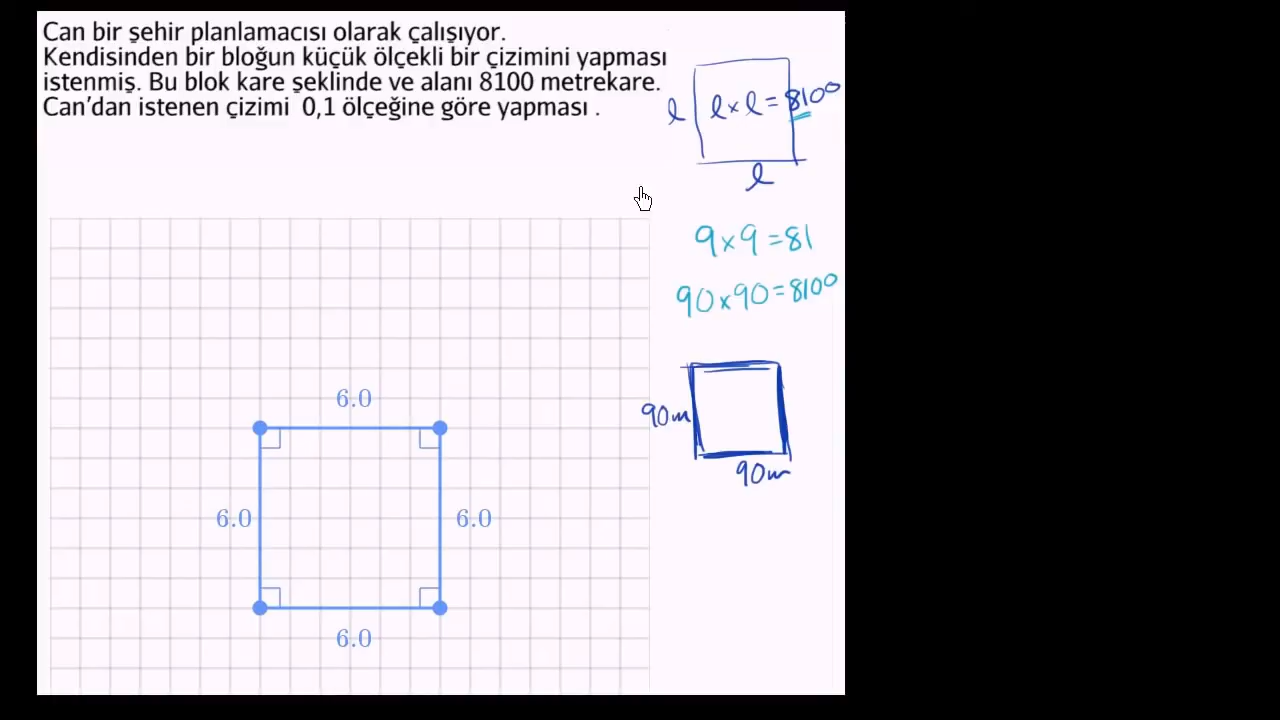 Can bir şehir planlamacısı olarak çalışıyor.
Kendisinden bir bloğun küçük ölçekli bir çizimini yapması
istenmiş. Bu blok kare şeklinde ve alanı 8100 metrekare.
Can'dan istenen çizimi 0,1 ölçeğine göre yapması .
l
l x l = 8100
l
9 x 9 = 81
90 x 90 = 8100
90m
90m
6.0
6.0
6.0
6.0